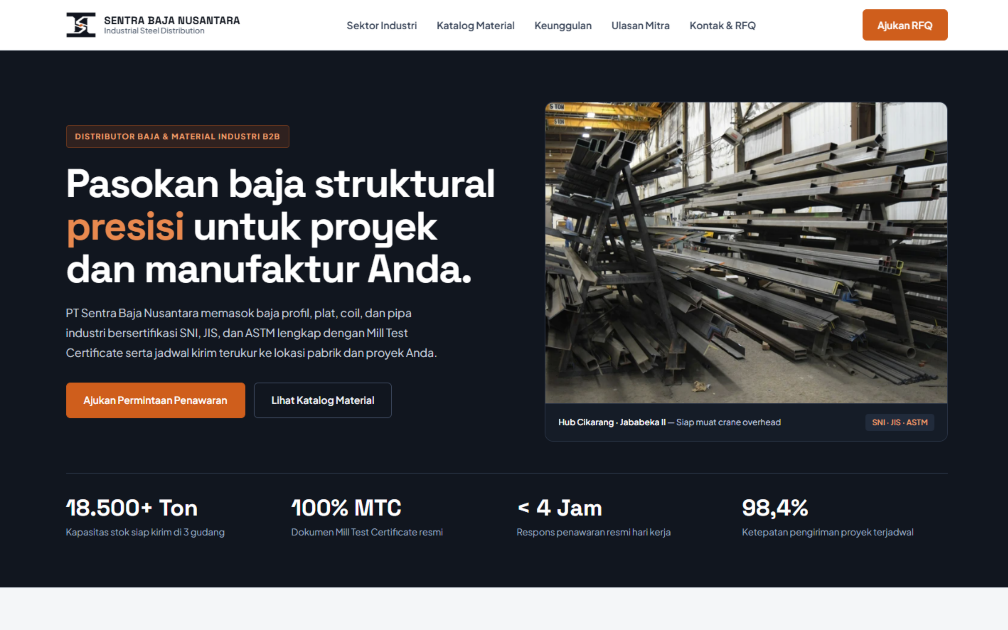 SENTRA BAJA NUSANTARA
Industrial Steel Distribution
Sektor Industri
Katalog Material
Keunggulan
Ulasan Mitra
Kontak & RFQ
Ajukan RFQ
DISTRIBUTOR BAJA & MATERIAL INDUSTRI B2B
Pasokan baja struktural
presisi untuk proyek
dan manufaktur Anda.
PT Sentra Baja Nusantara memasok baja profil, plat, coil, dan pipa
industri bersertifikasi SNI, JIS, dan ASTM lengkap dengan Mill Test
Certificate serta jadwal kirim terukur ke lokasi pabrik dan proyek Anda.
Ajukan Permintaan Penawaran
Lihat Katalog Material
5 TON
Hub Cikarang · Jababeka II — Siap muat crane overhead
SNI · JIS · ASTM
18.500+ Ton
Kapasitas stok siap kirim di 3 gudang
100% MTC
Dokumen Mill Test Certificate resmi
< 4 Jam
Respons penawaran resmi hari kerja
98,4%
Ketepatan pengiriman proyek terjadwal